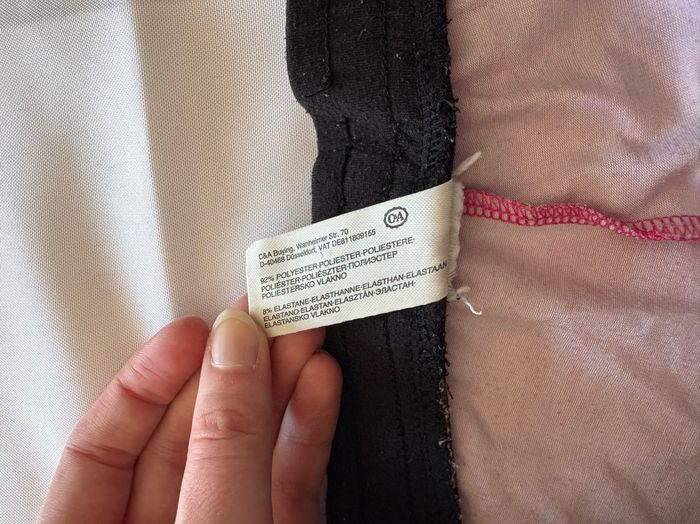 C&A
C&A Buying, Wanheimer Str. 70
D-40468 Düsseldorf, VAT DE811809155
92% POLYESTER-POLIESTER-POLIESTERE-
POLIÉSTER-POLIÉSZTER-ПОЛИЭСТЕР
POLIESTERSKO VLAKNO
8% ELASTANE-ELASTHANNE-ELASTHAN-ELASTAAN
ELASTANO-ELASTAN-ELASZTÁN-ЭЛАСТАН-
ELASTANSKO VLAKNO